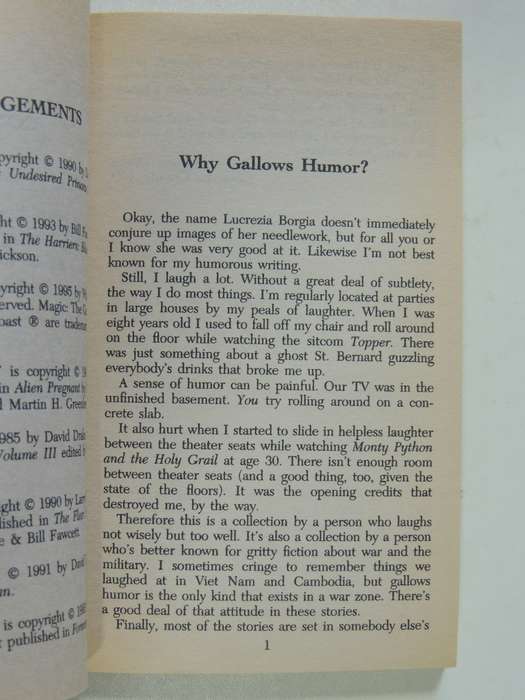 GEMENTS
opyright © 1990 by
Undesired Princess
ht © 1993 by Bill
in The Harriers:
ickson.
opyright © 1995 by
served. Magic: The
oast ® are
is copyright ©
in Alien Pregnant by
l Martin H.
985 by David Drake
Volume III edited
ight © 1990 by
blished in The
e & Bill Fawcett
© 1991 by David
an.
is copyright ©
t published in
Why Gallows Humor?
Okay, the name Lucrezia Borgia doesn't immediately
conjure up images of her needlework, but for all you or
I know she was very good at it. Likewise I'm not best
known for my humorous writing.
Still, I laugh a lot. Without a great deal of subtlety,
the way I do most things. I'm regularly located at parties
in large houses by my peals of laughter. When I was
eight years old I used to fall off my chair and roll around
on the floor while watching the sitcom Topper. There
was just something about a ghost St. Bernard guzzling
everybody's drinks that broke me up.
A sense of humor can be painful. Our TV was in the
unfinished basement. You try rolling around on a con-
crete slab.
It also hurt when I started to slide in helpless laughter
between the theater seats while watching Monty Python
and the Holy Grail at age 30. There isn't enough room
between theater seats (and a good thing, too, given the
state of the floors). It was the opening credits that
destroyed me, by the way.
Therefore this is a collection by a person who laughs
not wisely but too well. It's also a collection by a person
who's better known for gritty fiction about war and the
military. I sometimes cringe to remember things we
laughed at in Viet Nam and Cambodia, but gallows
humor is the only kind that exists in a war zone. There's
a good deal of that attitude in these stories.
Finally, most of the stories are set in somebody else's
1